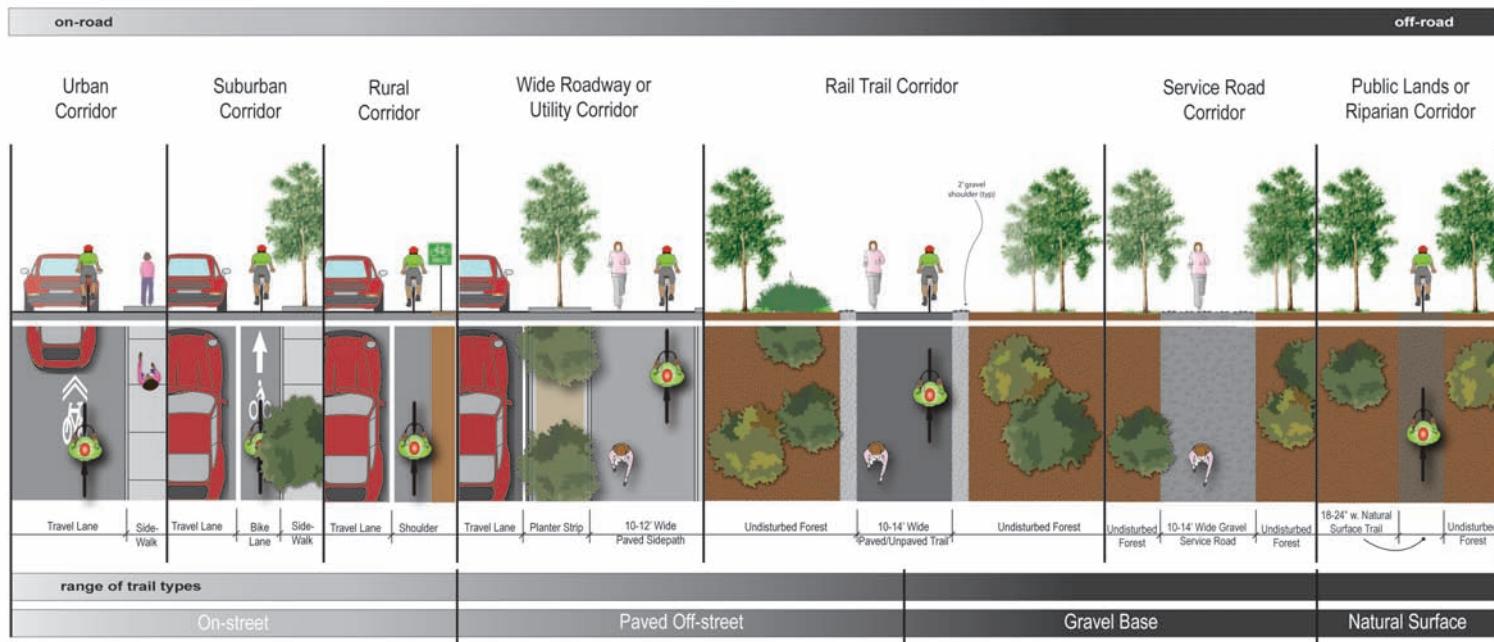 on-road
off-road
Urban
Corridor
Suburban
Corridor
Rural
Corridor
Wide Roadway or
Utility Corridor
Rail Trail Corridor
Service Road
Corridor
Public Lands or
Riparian Corridor
2' gravel
shoulder (typ)
Travel Lane
Side-
Walk
Travel Lane
Bike
Lane
Side-
Walk
Travel Lane
Shoulder
Travel Lane
Planter Strip
10-12' Wide
Paved Sidepath
Undisturbed Forest
10-14' Wide
Paved/Unpaved Trail
Undisturbed Forest
Undisturbed
Forest
10-14' Wide Gravel
Service Road
Undisturbed
Forest
18-24" w. Natural
Surface Trail
Undisturbed
Forest
range of trail types
On-street
Paved Off-street
Gravel Base
Natural Surface